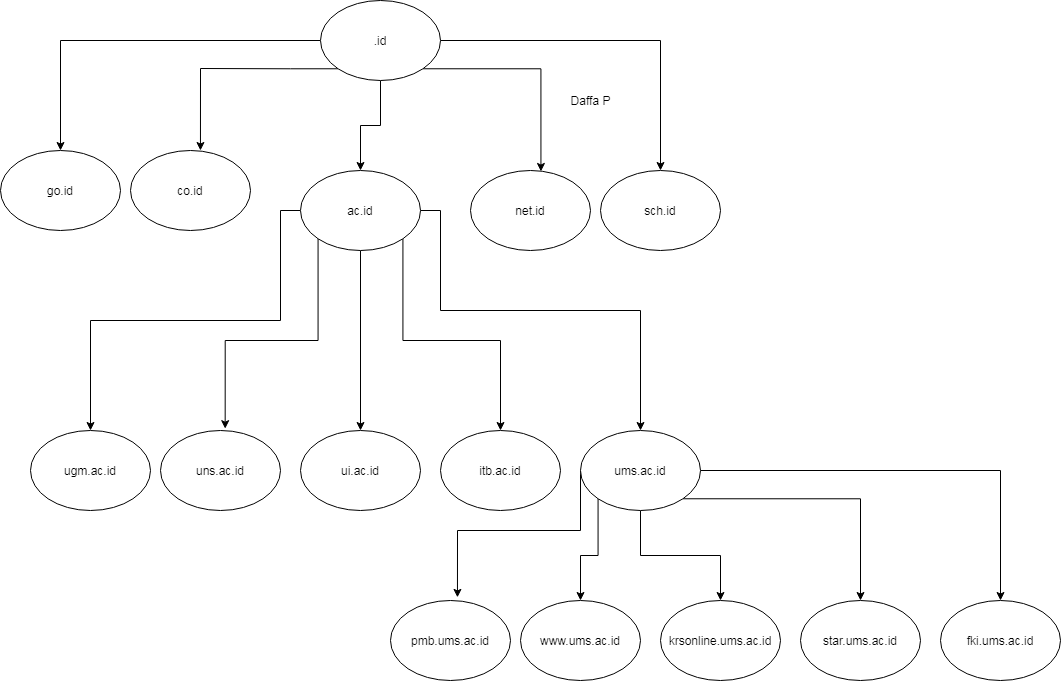 .id
Daffa P
go.id
co.id
ac.id
net.id
sch.id
ugm.ac.id
uns.ac.id
ui.ac.id
itb.ac.id
ums.ac.id
pmb.ums.ac.id
www.ums.ac.id
krsonline.ums.ac.id
star.ums.ac.id
fki.ums.ac.id